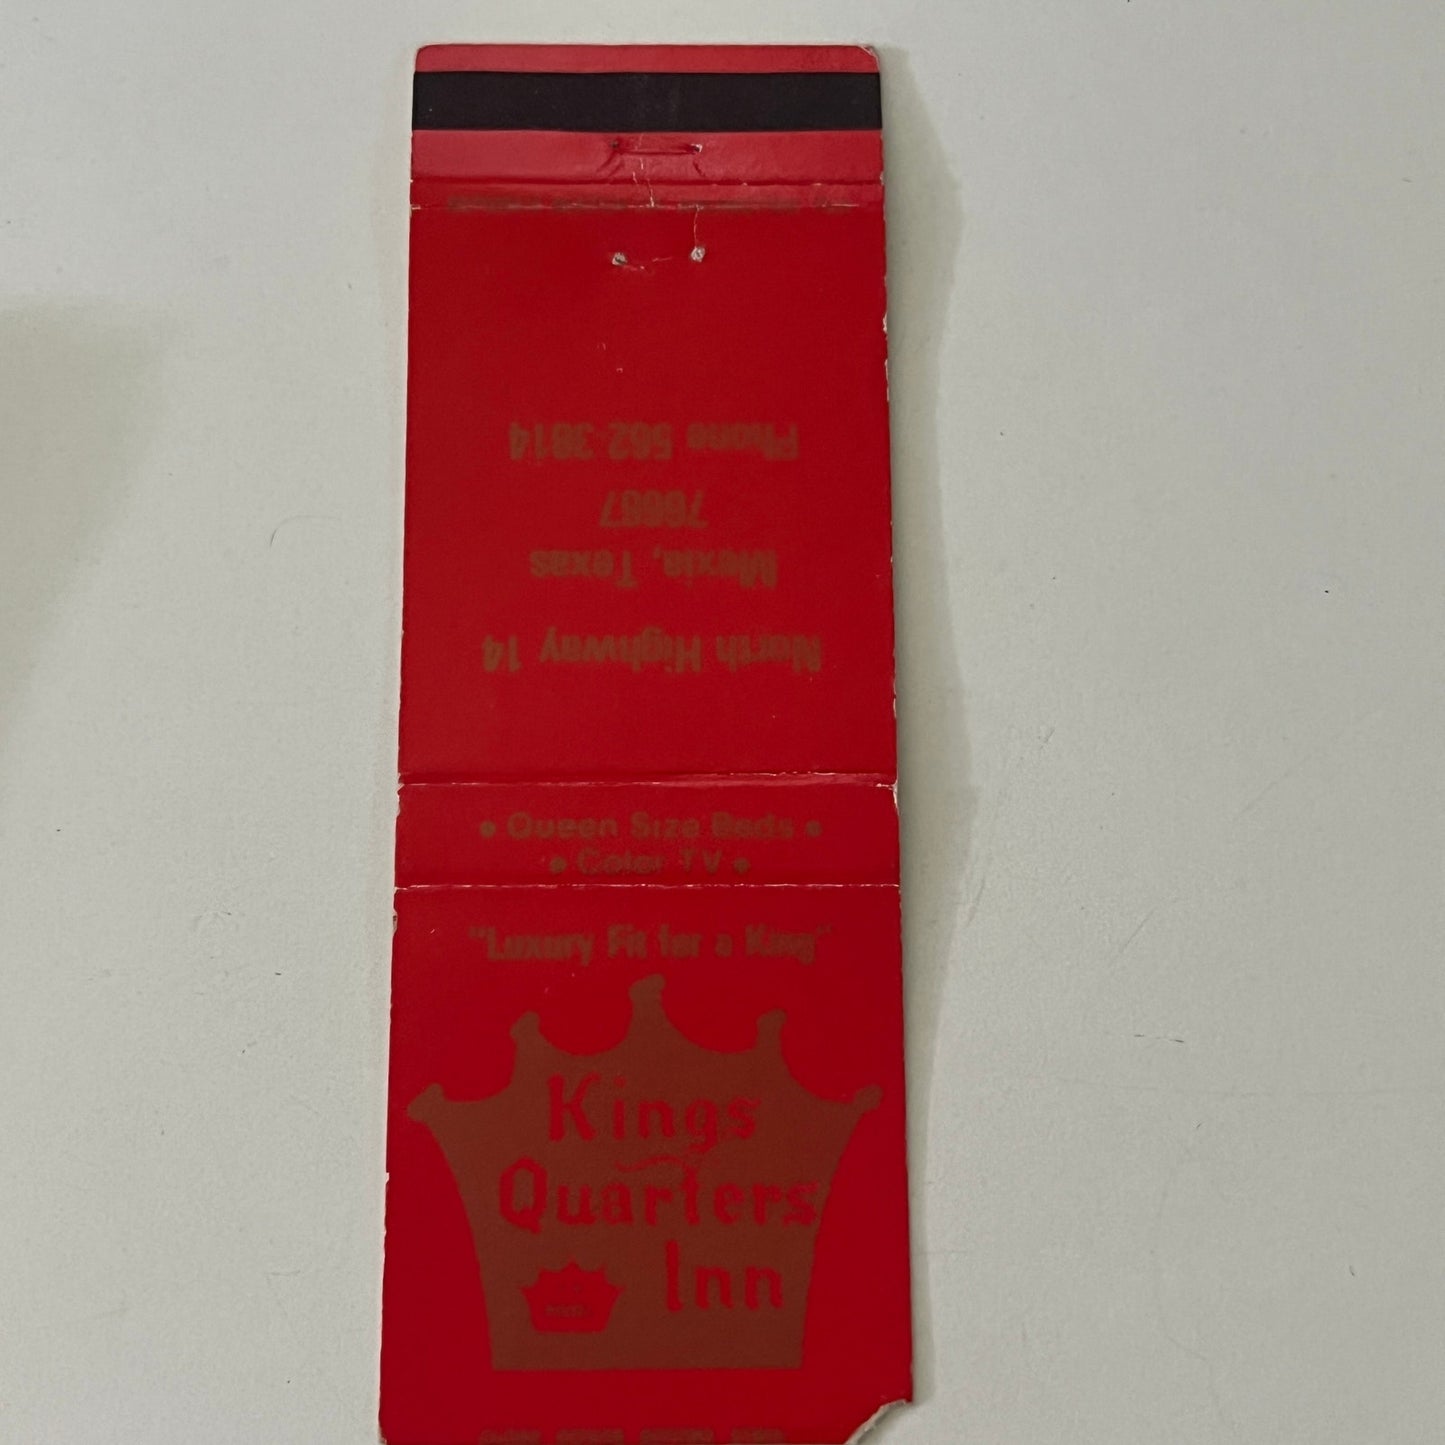 North Highway 14
Mexia, Texas
76667
Phone 562-3814
• Queen Size Beds •
• Color TV •
"Luxury Fit for a King"
Kings
Quarters
Inn